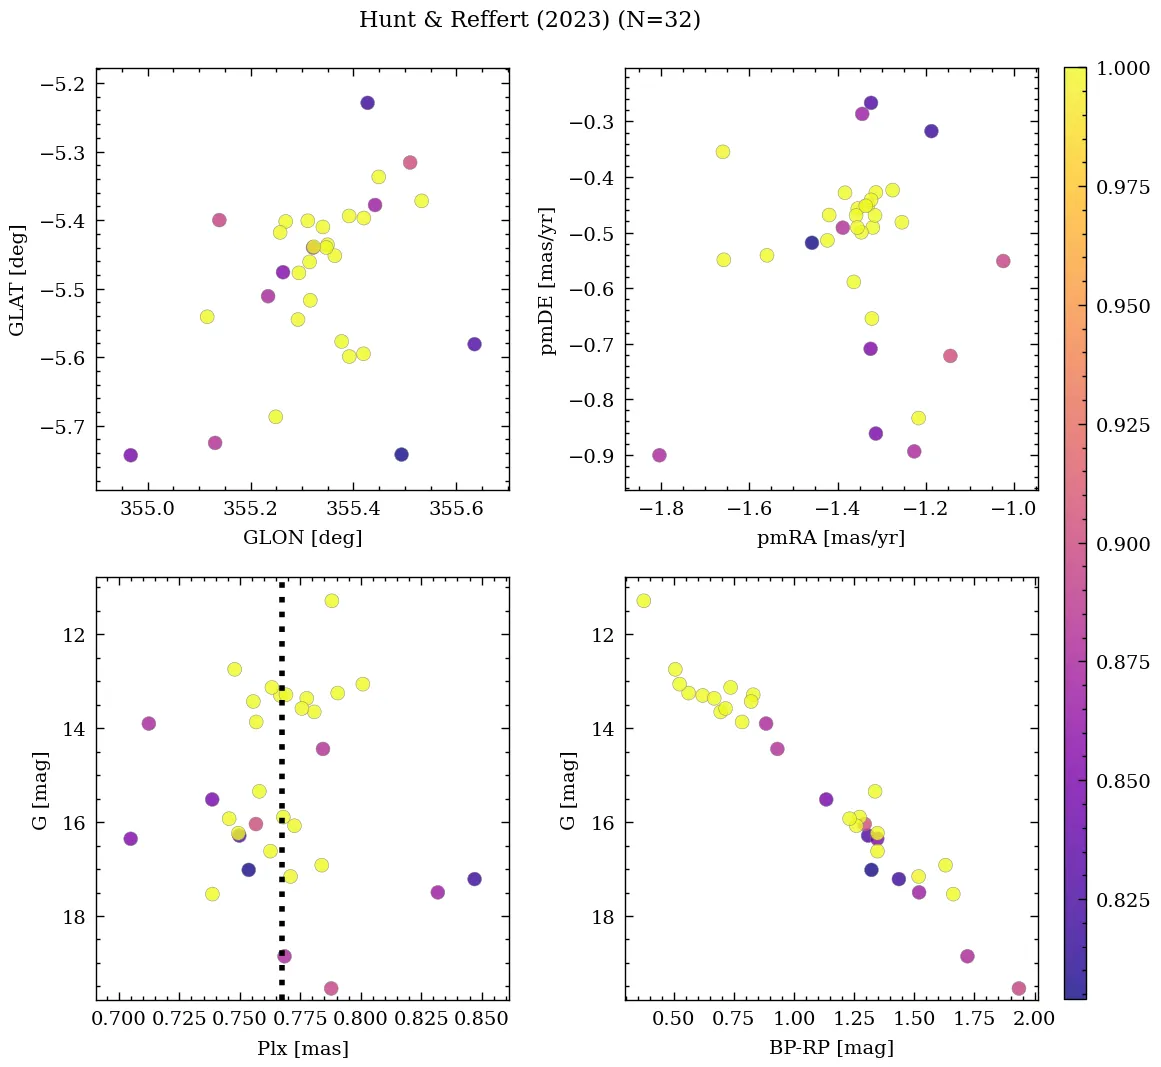 Hunt & Reffert (2023) (N=32)
−5.2
−5.3
−5.4
−5.5
−5.6
−5.7
GLAT [deg]
355.0 355.2 355.4 355.6
GLON [deg]
−0.3
−0.4
−0.5
−0.6
−0.7
−0.8
−0.9
pmDE [mas/yr]
−1.8 −1.6 −1.4 −1.2 −1.0
pmRA [mas/yr]
12
14
16
18
G [mag]
0.700 0.725 0.750 0.775 0.800 0.825 0.850
Plx [mas]
12
14
16
18
G [mag]
0.50 0.75 1.00 1.25 1.50 1.75 2.00
BP-RP [mag]
1.000
0.975
0.950
0.925
0.900
0.875
0.850
0.825